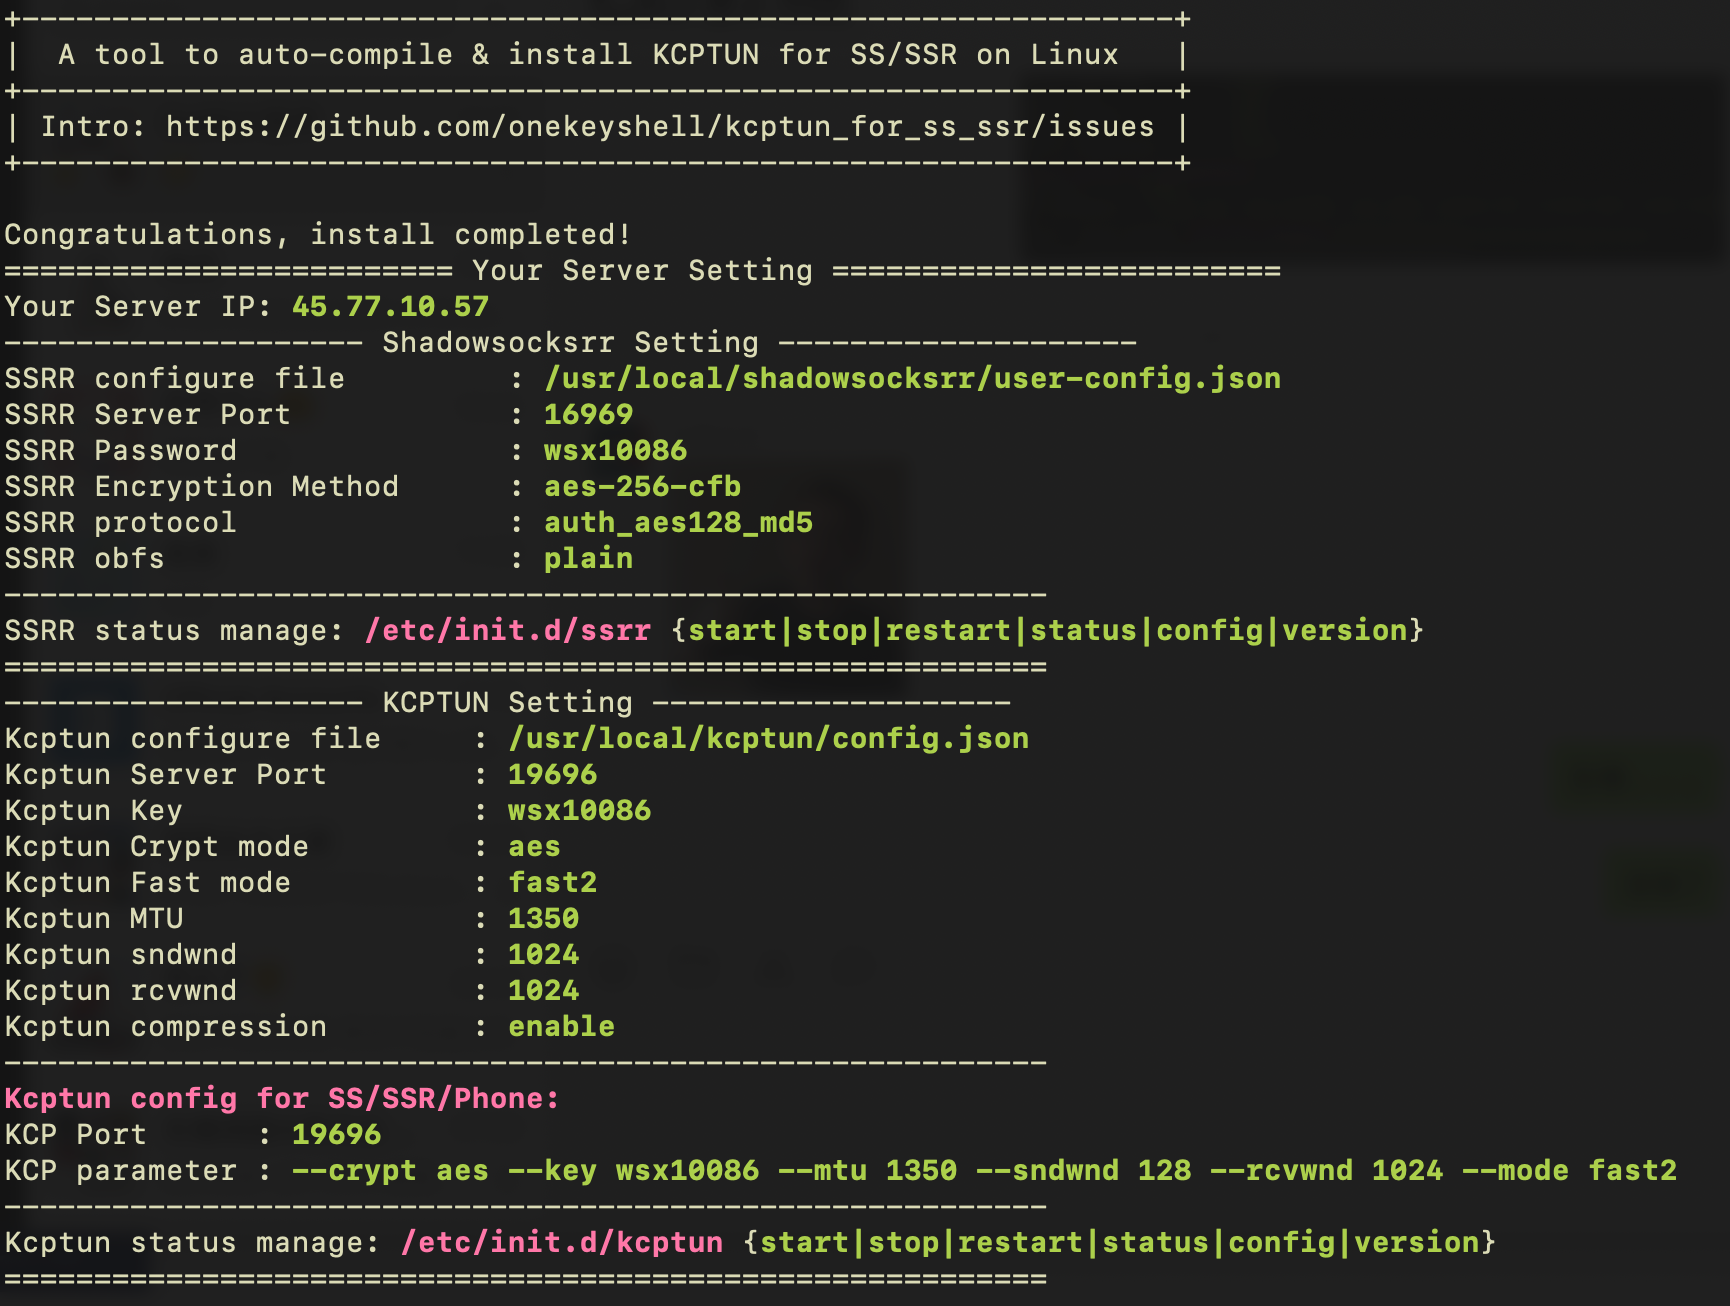 +----------------------------------------------------------------+
|  A tool to auto-compile & install KCPTUN for SS/SSR on Linux   |
+----------------------------------------------------------------+
| Intro: https://github.com/onekeyshell/kcptun_for_ss_ssr/issues |
+----------------------------------------------------------------+
Congratulations, install completed!
========================= Your Server Setting =========================
Your Server IP: 45.77.10.57
-------------------- Shadowsocksrr Setting --------------------
SSRR configure file         : /usr/local/shadowsocksrr/user-config.json
SSRR Server Port            : 16969
SSRR Password               : wsx10086
SSRR Encryption Method      : aes-256-cfb
SSRR protocol               : auth_aes128_md5
SSRR obfs                   : plain
----------------------------------------------------------
SSRR status manage: /etc/init.d/ssrr {start|stop|restart|status|config|version}
==========================================================
-------------------- KCPTUN Setting --------------------
Kcptun configure file     : /usr/local/kcptun/config.json
Kcptun Server Port        : 19696
Kcptun Key                : wsx10086
Kcptun Crypt mode         : aes
Kcptun Fast mode          : fast2
Kcptun MTU                : 1350
Kcptun sndwnd             : 1024
Kcptun rcvwnd             : 1024
Kcptun compression        : enable
----------------------------------------------------------
Kcptun config for SS/SSR/Phone:
KCP Port      : 19696
KCP parameter : --crypt aes --key wsx10086 --mtu 1350 --sndwnd 128 --rcvwnd 1024 --mode fast2
----------------------------------------------------------
Kcptun status manage: /etc/init.d/kcptun {start|stop|restart|status|config|version}
==========================================================